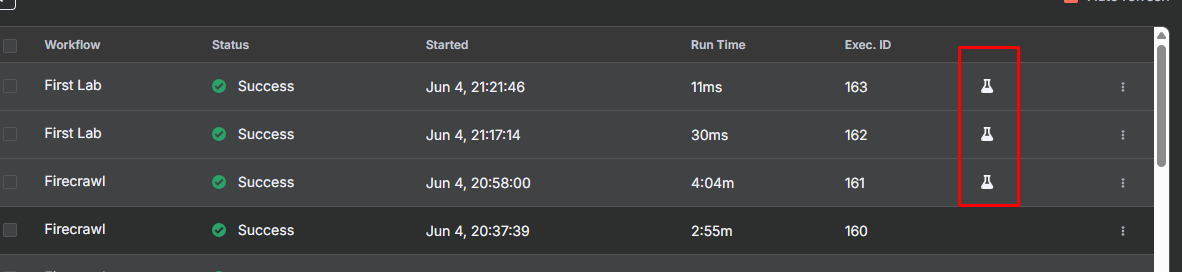 Auto refresh
Workflow Status Started Run Time Exec. ID
First Lab Success Jun 4, 21:21:46 11ms 163
First Lab Success Jun 4, 21:17:14 30ms 162
Firecrawl Success Jun 4, 20:58:00 4:04m 161
Firecrawl Success Jun 4, 20:37:39 2:55m 160